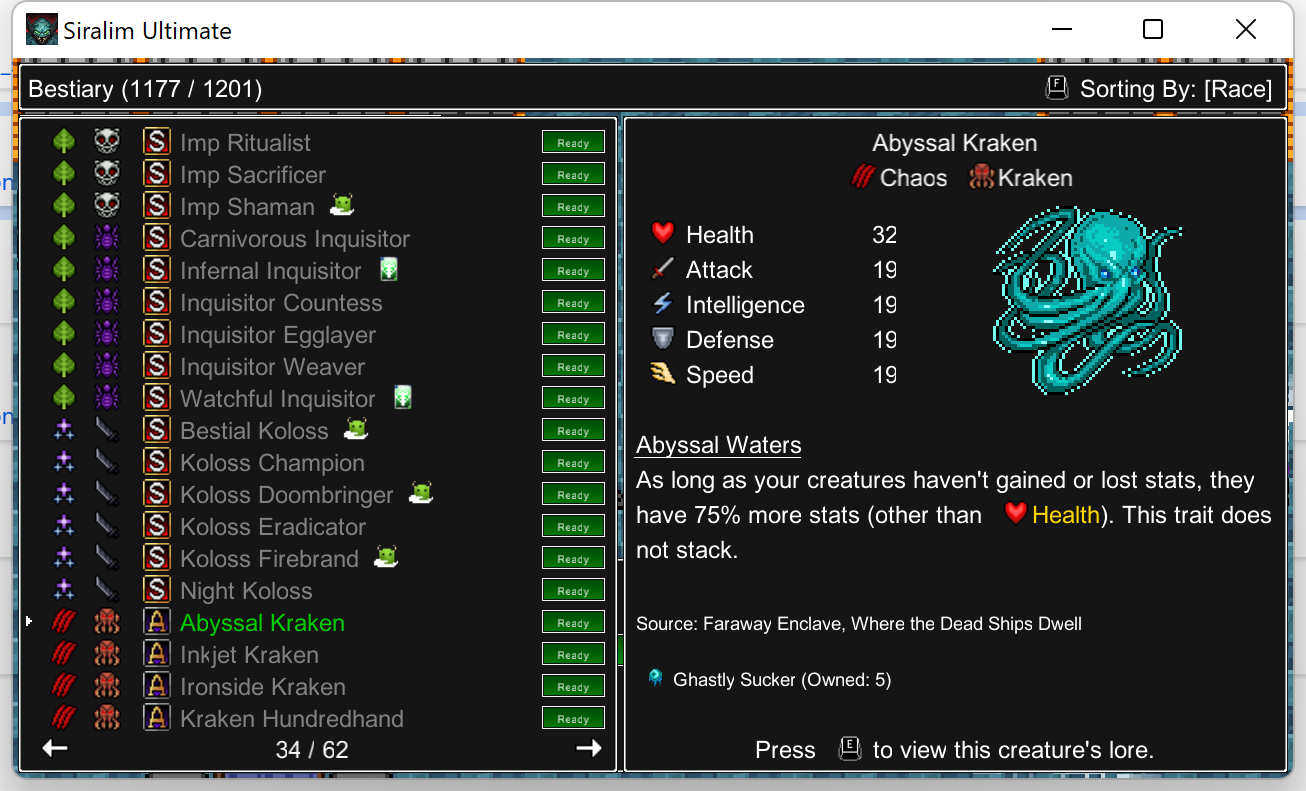 Siralim Ultimate
Bestiary (1177 / 1201)
F
Sorting By: [Race]
S Imp Ritualist Ready
S Imp Sacrificer Ready
S Imp Shaman Ready
S Carnivorous Inquisitor Ready
S Infernal Inquisitor Ready
S Inquisitor Countess Ready
S Inquisitor Egglayer Ready
S Inquisitor Weaver Ready
S Watchful Inquisitor Ready
S Bestial Koloss Ready
S Koloss Champion Ready
S Koloss Doombringer Ready
S Koloss Eradicator Ready
S Koloss Firebrand Ready
S Night Koloss Ready
A Abyssal Kraken Ready
A Inkjet Kraken Ready
A Ironside Kraken Ready
A Kraken Hundredhand Ready
34 / 62
Abyssal Kraken
Chaos Kraken
Health 32
Attack 19
Intelligence 19
Defense 19
Speed 19
Abyssal Waters
As long as your creatures haven't gained or lost stats, they
have 75% more stats (other than Health). This trait does
not stack.
Source: Faraway Enclave, Where the Dead Ships Dwell
Ghastly Sucker (Owned: 5)
Press E to view this creature's lore.